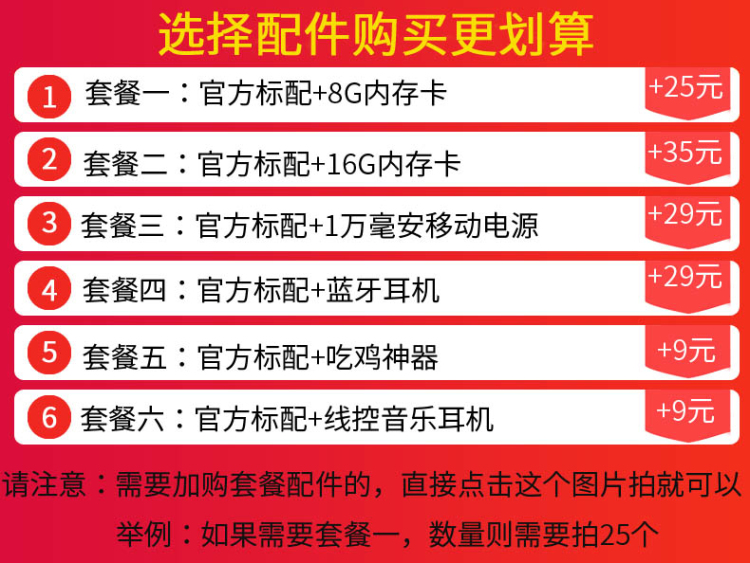 选择配件购买更划算
1 套餐一：官方标配+8G内存卡 +25元
2 套餐二：官方标配+16G内存卡 +35元
3 套餐三：官方标配+1万毫安移动电源 +29元
4 套餐四：官方标配+蓝牙耳机 +29元
5 套餐五：官方标配+吃鸡神器 +9元
6 套餐六：官方标配+线控音乐耳机 +9元
请注意：需要加购套餐配件的，直接点击这个图片拍就可以
举例：如果需要套餐一，数量则需要拍25个